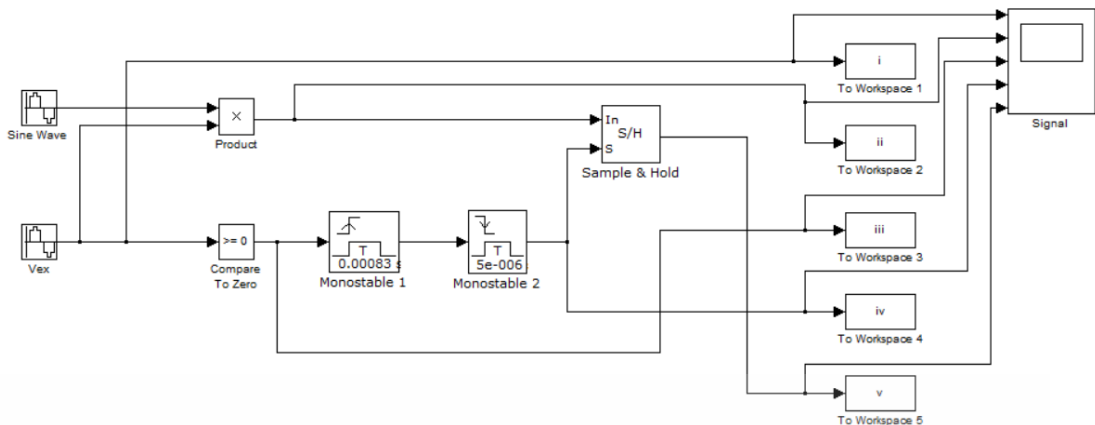 i
To Workspace 1
Signal
Sine Wave
×
Product
In
S/H
S
Sample & Hold
ii
To Workspace 2
Vex
>= 0
Compare
To Zero
T
0.00083 s
Monostable 1
T
5e-006
Monostable 2
iii
To Workspace 3
iv
To Workspace 4
v
To Workspace 5